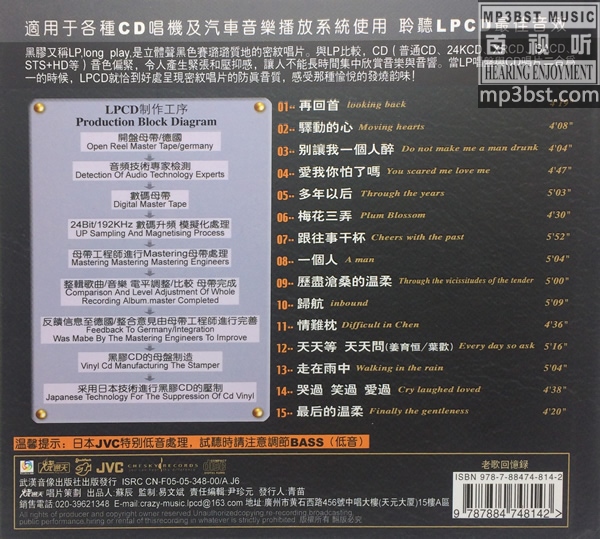 適用于各種CD唱機及汽車音樂播放系統使用 聆聽LPCD
MP3BST MUSIC
百视听
HEARING ENJOYMENT
mp3bst.com
黑膠又稱LP,long play,是立體聲黑色賽璐璐質地的密紋唱片。與LP比較, CD（普通CD、24KCD
STS+HD等）音色偏緊，令人産生緊張和壓抑感，讓人不能長時間集中欣賞音樂與音響。當
一的時候，LPCD就恰到好處呈現密紋唱片的防真音質，感受那種愉悅的發燒韵味!
LPCD制作工序
Production Block Diagram
開盤母帶/德國
Open Reel Master Tape/germany
音頻技術專家檢測
Detection Of Audio Technology Experts
數碼母帶
Digital Master Tape
24Bit/192KHz 數碼升頻 模擬化處理
UP Sampling And Magnetising Process
母帶工程師進行Mastering母帶處理
Mastering Mastering Mastering Engineers
整輯歌曲/音樂 電平調整/比較 母帶完成
Comparison And Level Adjustment Of Whole
Recording Album.master Completed
反饋信息至德國/整合意見由母帶工程師進行完善
Feedback To Germany/Integration
Was Mabe By The Mastering Engineers To Improve
黑膠CD的母盤制造
Vinyl Cd Manufacturing The Stamper
采用日本技術進行黑膠CD的壓制
Japanese Technology For The Suppression Of Cd Vinyl
01-- 再回首 looking back 4'19"
02-- 驛動的心 Moving hearts 4'08"
03-- 别讓我一個人醉 Do not make me a man drunk 4'04"
04-- 愛我你怕了嗎 You scared me love me 4'47"
05-- 多年以后 Through the years 5'03"
06-- 梅花三弄 Plum Blossom 4'30"
07-- 跟往事干杯 Cheers with the past 5'52"
08-- 一個人 A man 5'04"
09-- 歷盡滄桑的温柔 Through the vicissitudes of the tender 5'00"
10-- 歸航 inbound 5'09"
11-- 情難枕 Difficult in Chen 4'36"
12-- 天天等 天天問(姜育恒/葉歡) Every day so ask 5'16"
13-- 走在雨中 Walking in the rain 5'04"
14-- 哭過 笑過 愛過 Cry laughed loved 4'38"
15-- 最后的温柔 Finally the gentleness 4'20"
温馨提示：日本JVC特别低音處理，試聽時請注意調節BASS（低音）
JVC
CHESKY RECORDS
老歌回憶録
武漢音像出版社出版發行 ISRC CN-F05-05-348-00/A.J6
唱片策劃 出品人:蘇辰 監制:易文斌 責任編輯:尹珍元 發行人:青苗
銷售電話:020-39621348 E-mail:crazy-music.lpcd@hotmail.com 地址:廣州市黄石西路456號中唱大樓(天元大厦)15樓A區
All rights of producer and copyright owner reserved.Unauthorized copying re-recording broadcasting.
public performance.hiring or rental of this recording in whatever is strictly prohibited. 版權所有 翻版必究
ISBN 978-7-88474-814-2
9 787884 748142 >